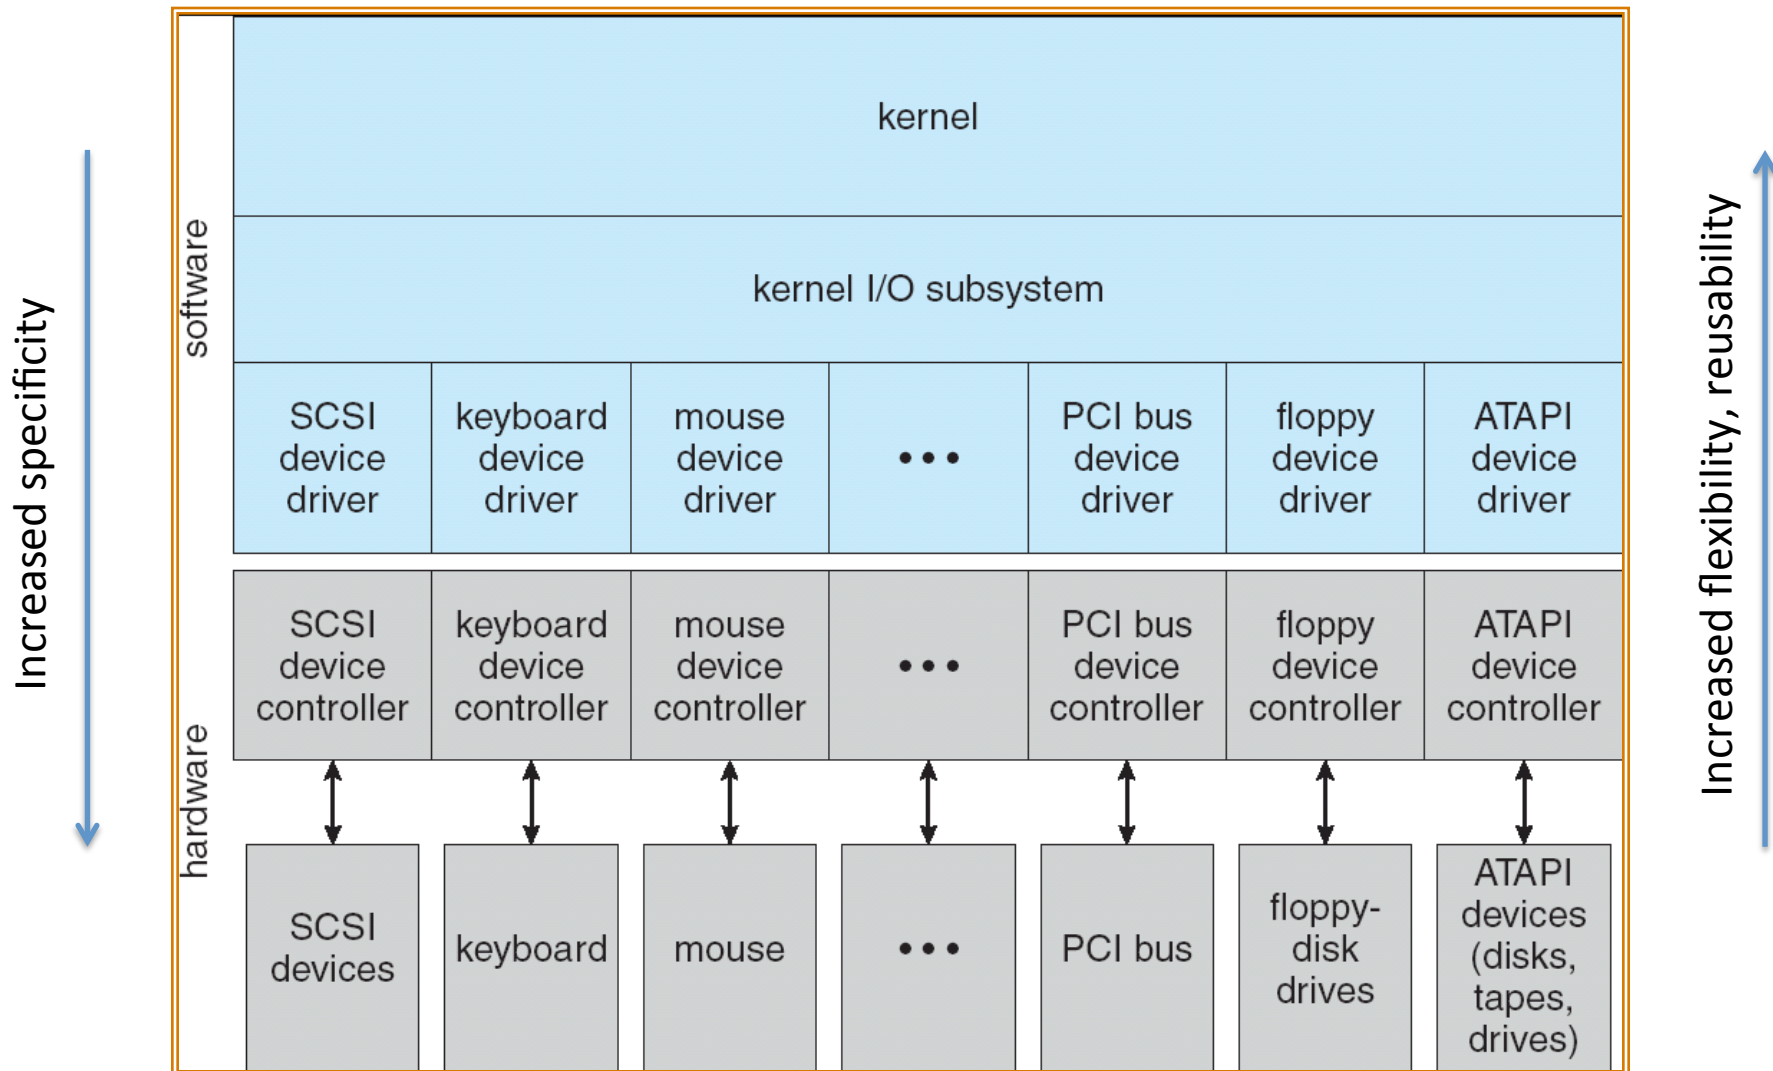 kernel
software
kernel I/O subsystem
Increased specificity
Increased flexibility, reusability
SCSI
device
driver
keyboard
device
driver
mouse
device
driver
•••
PCI bus
device
driver
floppy
device
driver
ATAPI
device
driver
SCSI
device
controller
keyboard
device
controller
mouse
device
controller
•••
PCI bus
device
controller
floppy
device
controller
ATAPI
device
controller
hardware
SCSI
devices
keyboard
mouse
•••
PCI bus
floppy-
disk
drives
ATAPI
devices
(disks,
tapes,
drives)